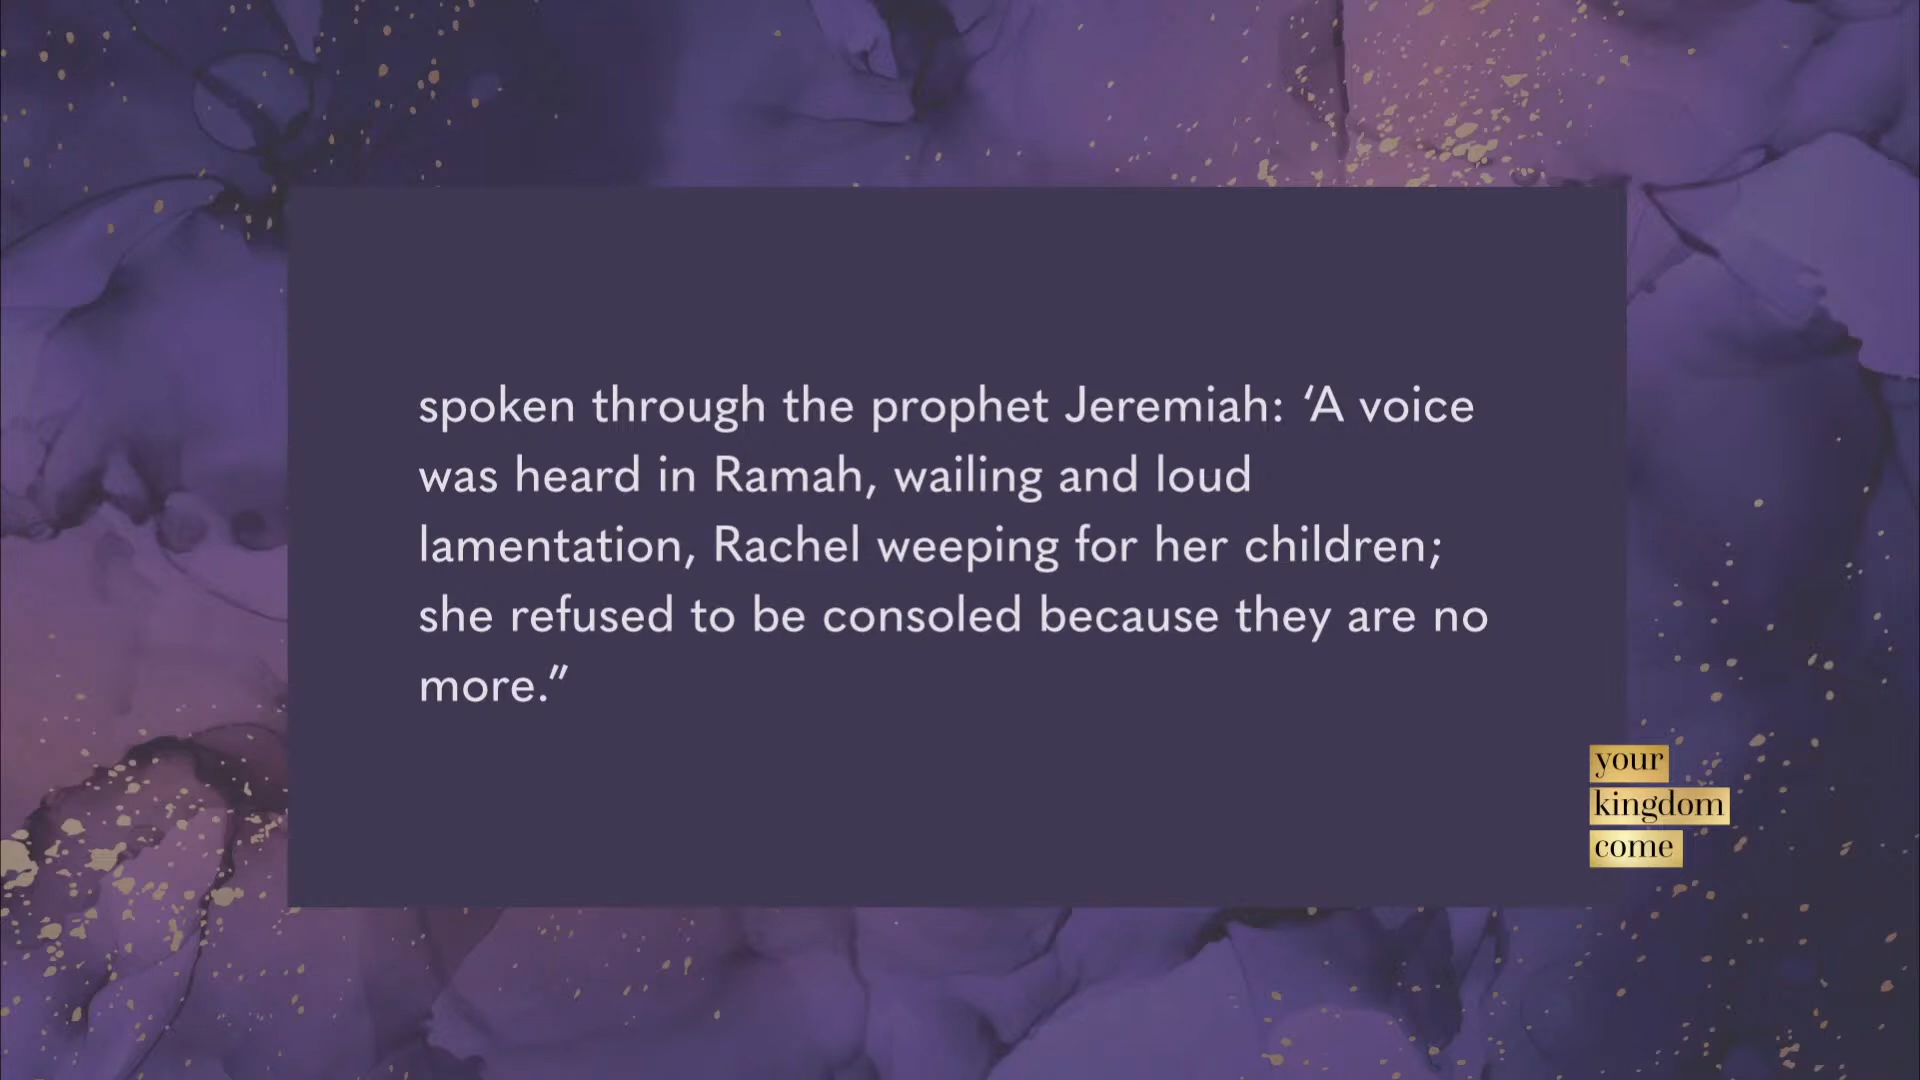 spoken through the prophet Jeremiah: ‘A voice
was heard in Ramah, wailing and loud
lamentation, Rachel weeping for her children;
she refused to be consoled because they are no
more.”
your
kingdom
come